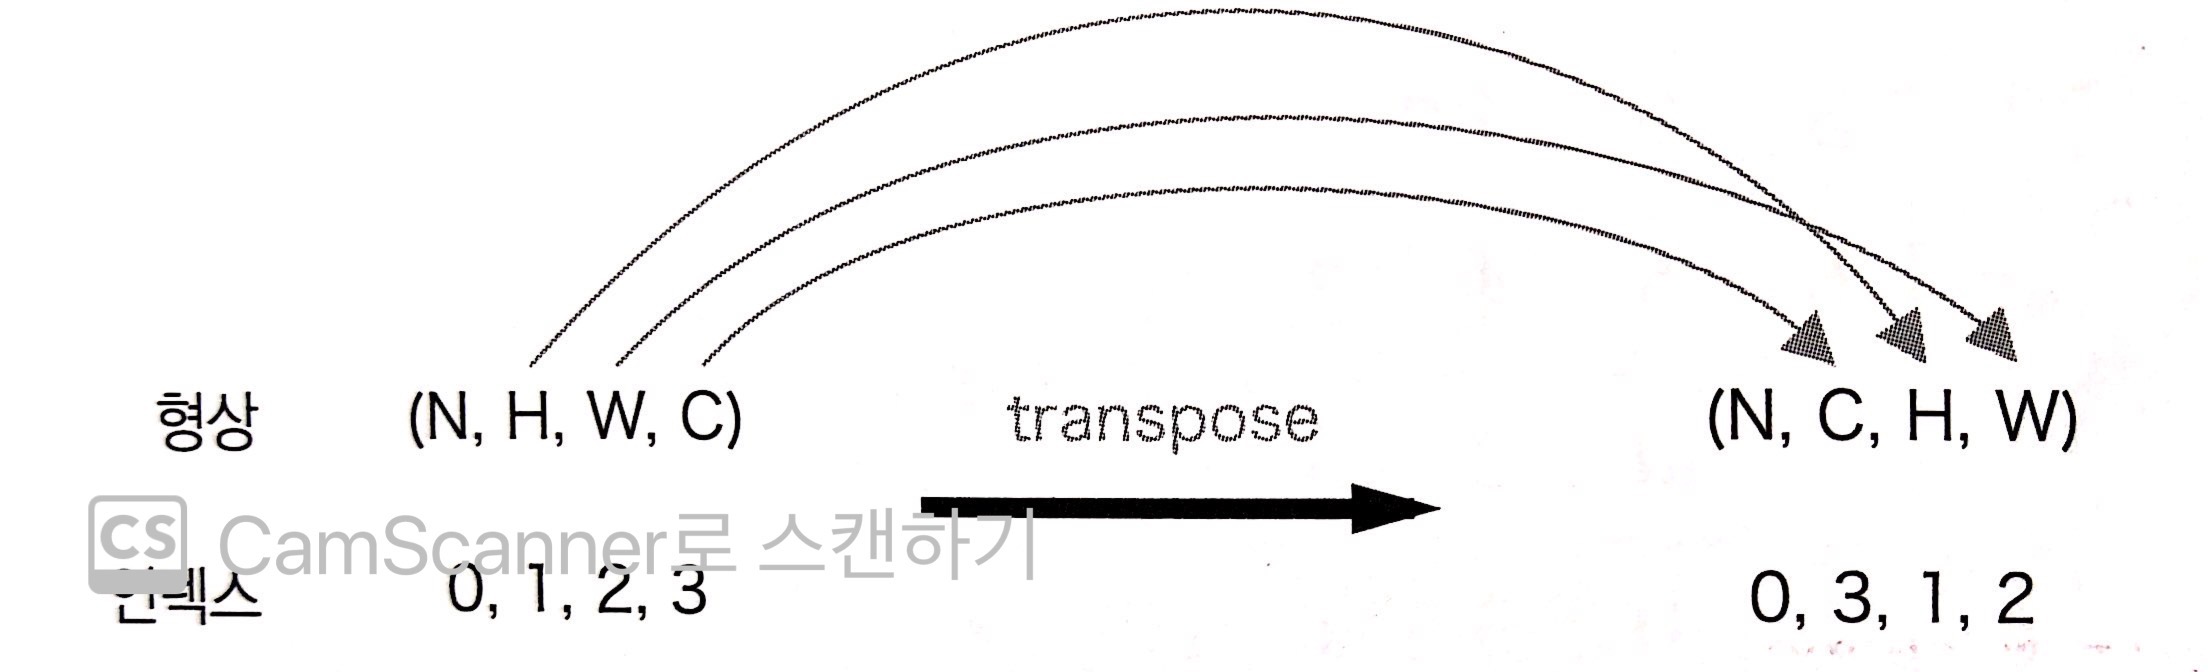 형상 (N, H, W, C) transpose (N, C, H, W)
CS CamScanner로 스캔하기
인덱스 0, 1, 2, 3 0, 3, 1, 2